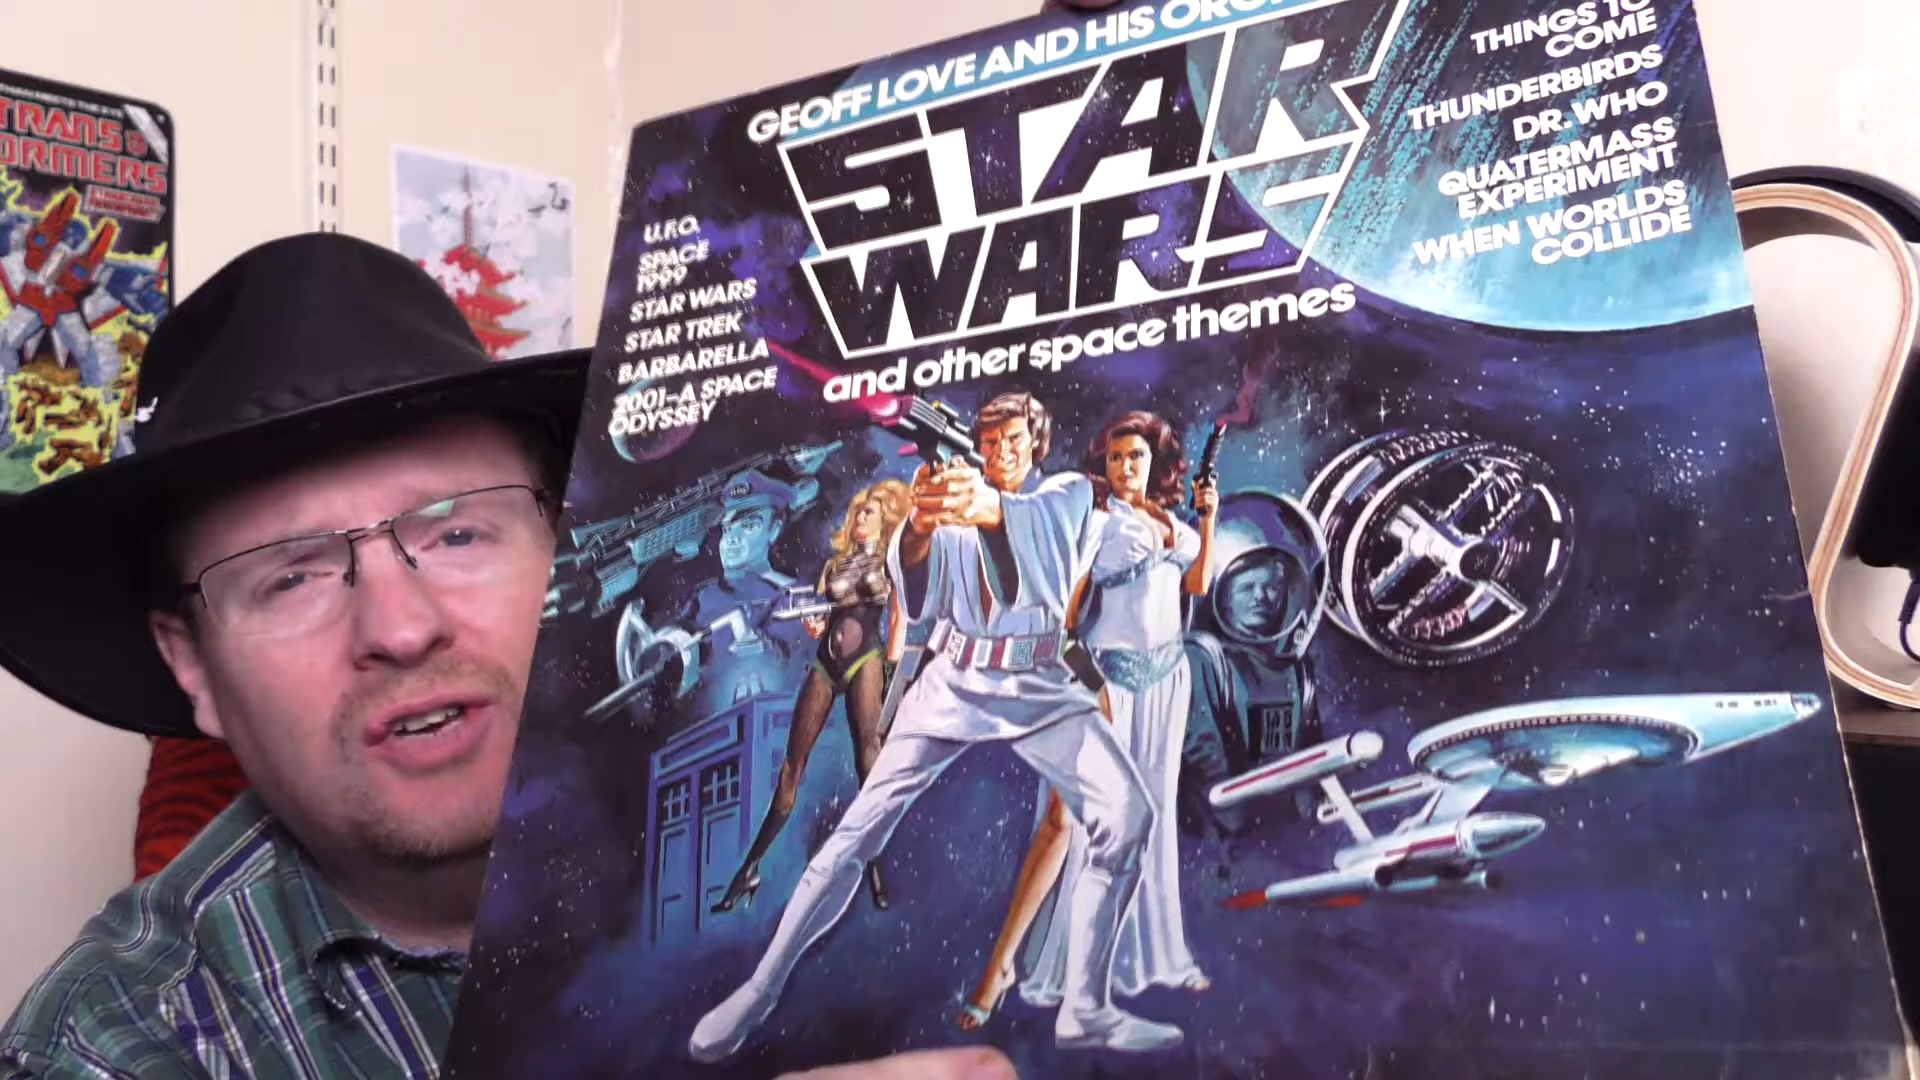 TRANS
ORMERS
GEOFF LOVE AND HIS
STAR
WARS
and other space themes
U.F.O.
SPACE
1999
STAR WARS
STAR TREK
BARBARELLA
2001-A SPACE
ODYSSEY
THINGS TO
COME
THUNDERBIRDS
DR. WHO
QUATERMASS
EXPERIMENT
WHEN WORLDS
COLLIDE